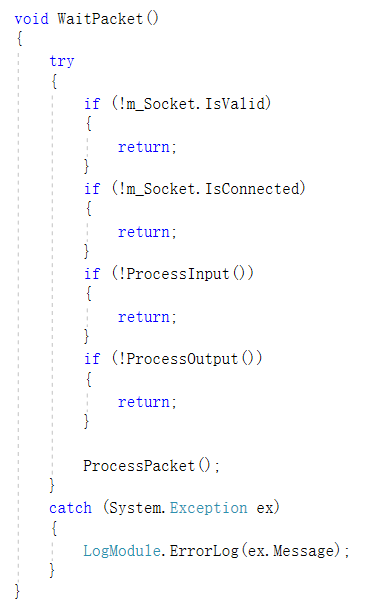 void WaitPacket()
{
    try
    {
        if (!m_Socket.IsValid)
        {
            return;
        }
        if (!m_Socket.IsConnected)
        {
            return;
        }
        if (!ProcessInput())
        {
            return;
        }
        if (!ProcessOutput())
        {
            return;
        }

        ProcessPacket();
    }
    catch (System.Exception ex)
    {
        LogModule.ErrorLog(ex.Message);
    }
}